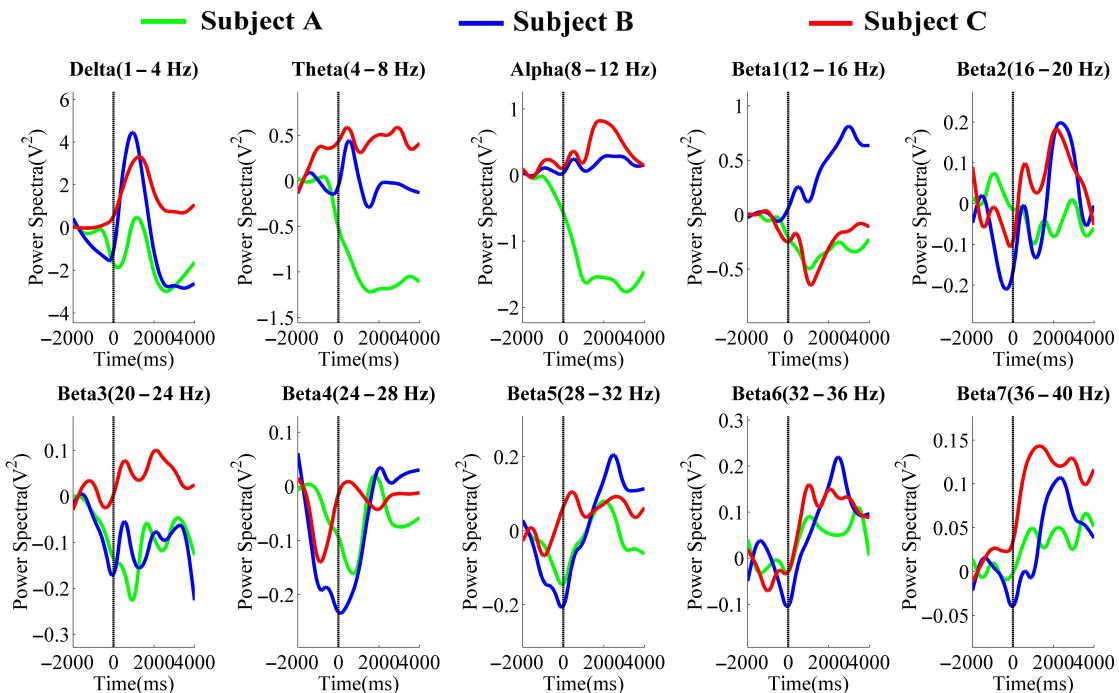 Subject A Subject B Subject C
Delta(1−4 Hz) Theta(4−8 Hz) Alpha(8−12 Hz) Beta1(12−16 Hz) Beta2(16−20 Hz)
Power Spectra(V²)
6
4
2
0
−2
−4
−2000 0 20004000
Time(ms)
Power Spectra(V²)
0.5
0
−0.5
−1
−1.5
−2000 0 20004000
Time(ms)
Power Spectra(V²)
1
0
−1
−2
−2000 0 20004000
Time(ms)
Power Spectra(V²)
1
0.5
0
−0.5
−2000 0 20004000
Time(ms)
Power Spectra(V²)
0.2
0.1
0
−0.1
−0.2
−2000 0 20004000
Time(ms)
Beta3(20−24 Hz) Beta4(24−28 Hz) Beta5(28−32 Hz) Beta6(32−36 Hz) Beta7(36−40 Hz)
Power Spectra(V²)
0.1
0
−0.1
−0.2
−0.3
−2000 0 20004000
Time(ms)
Power Spectra(V²)
0.1
0
−0.1
−0.2
−2000 0 20004000
Time(ms)
Power Spectra(V²)
0.2
0
−0.2
−2000 0 20004000
Time(ms)
Power Spectra(V²)
0.3
0.2
0.1
0
−0.1
−2000 0 20004000
Time(ms)
Power Spectra(V²)
0.15
0.1
0.05
0
−0.05
−2000 0 20004000
Time(ms)